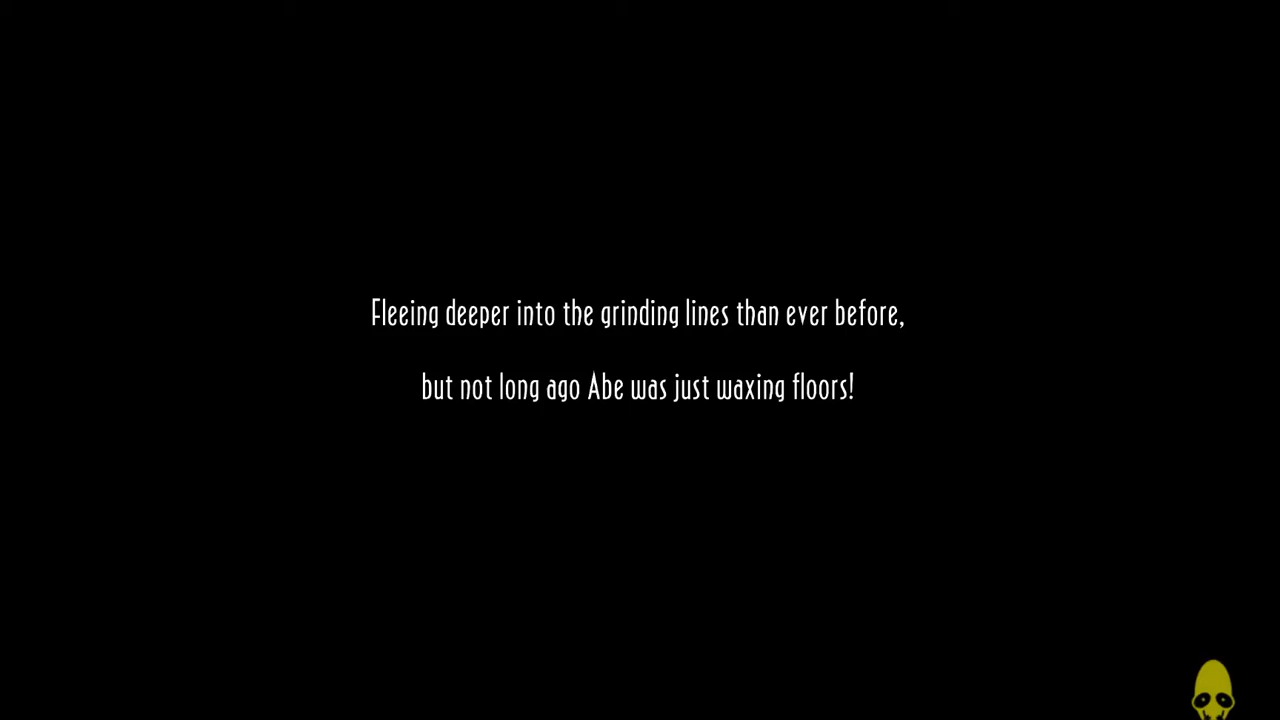 Fleeing deeper into the grinding lines than ever before,
but not long ago Abe was just waxing floors!